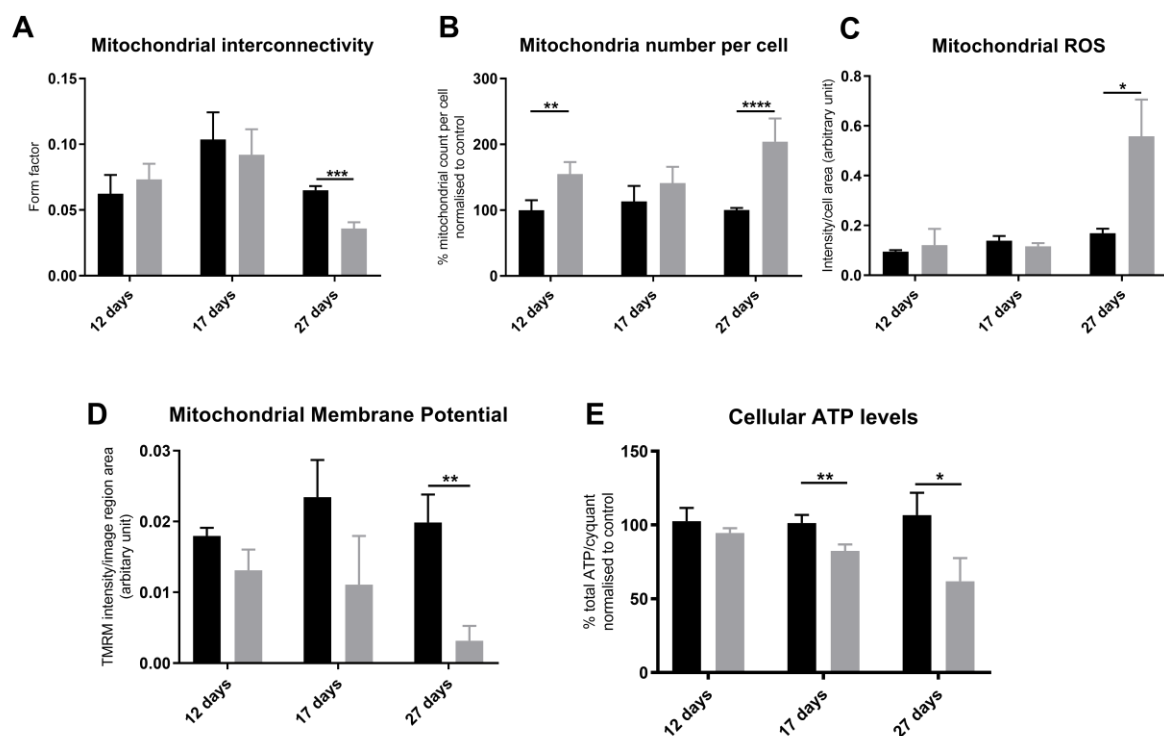 A
Mitochondrial interconnectivity
Form factor
0.15
0.10
0.05
0.00
***
12 days
17 days
27 days
B
Mitochondria number per cell
% mitochondrial count per cell
normalised to control
300
200
150
100
50
0
**
****
12 days
17 days
27 days
C
Mitochondrial ROS
Intensity/cell area (arbitrary unit)
0.8
0.6
0.4
0.2
0.0
*
12 days
17 days
27 days
D
Mitochondrial Membrane Potential
TMRM intensity/image region area
(arbitary unit)
0.03
0.02
0.01
0.00
**
12 days
17 days
27 days
E
Cellular ATP levels
% total ATP/cyquant
normalised to control
150
100
50
0
**
*
12 days
17 days
27 days